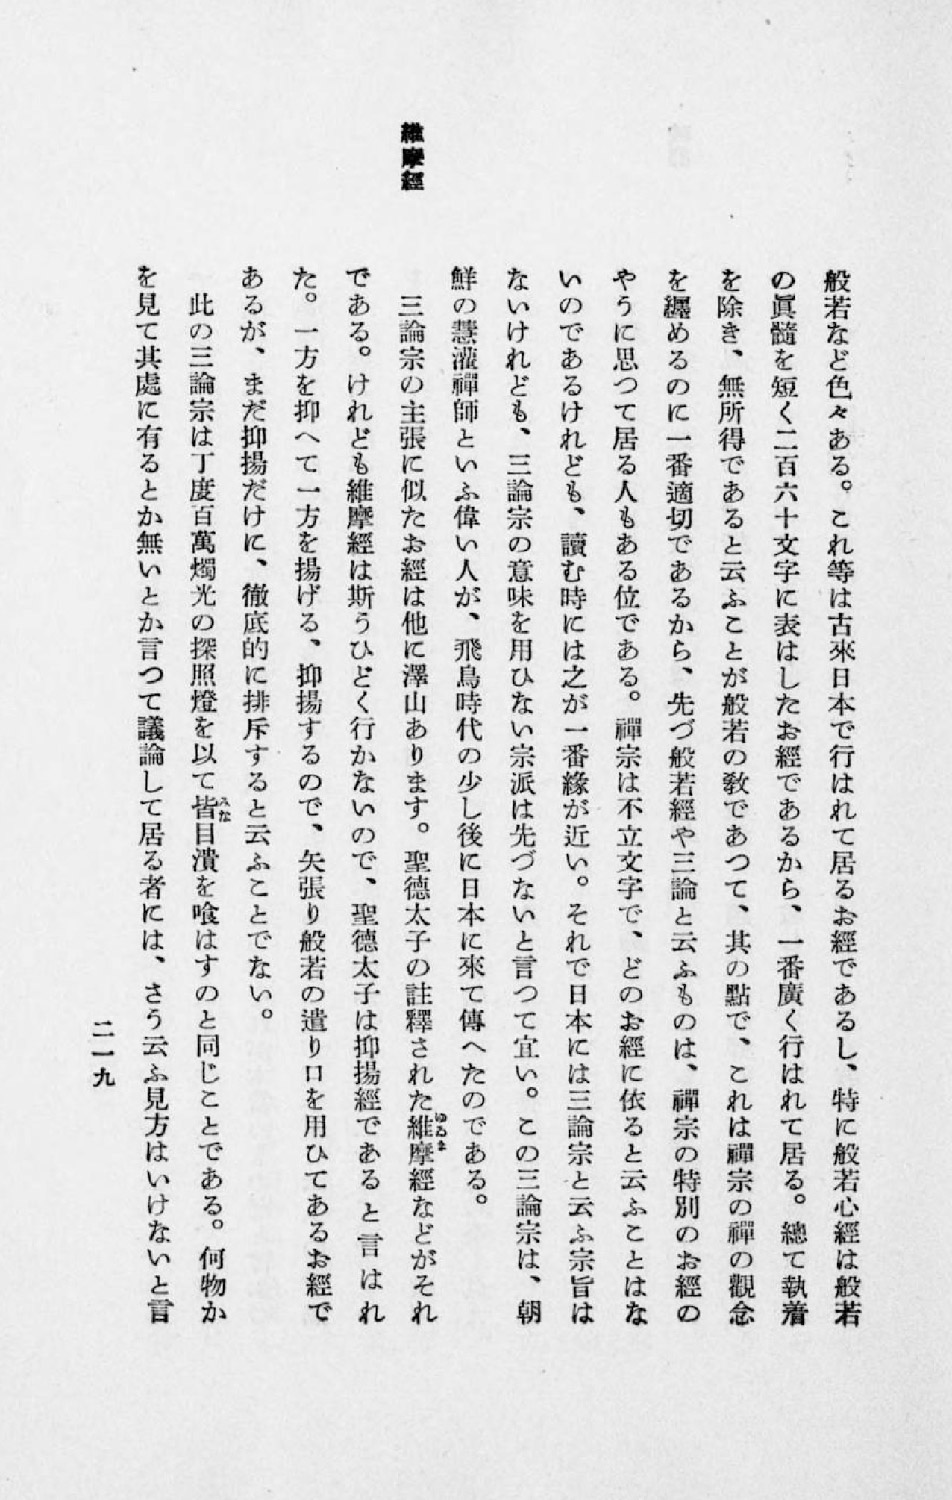 維摩經
般若など色々ある。これ等は古來日本で行はれて居るお經であるし、特に般若心經は般若
の眞髓を短く二百六十文字に表はしたお經であるから、一番廣く行はれて居る。總て執着
を除き、無所得であると云ふことが般若の敎であつて、其の點で、これは禪宗の禪の觀念
を纒めるのに一番適切であるから、先づ般若經や三論と云ふものは、禪宗の特別のお經の
やうに思つて居る人もある位である。禪宗は不立文字で、どのお經に依ると云ふことはな
いのであるけれども、讀む時には之が一番緣が近い。それで日本には三論宗と云ふ宗旨は
ないけれども、三論宗の意味を用ひない宗派は先づないと言つて宜い。この三論宗は、朝
鮮の慧灌禪師といふ偉い人が、飛鳥時代の少し後に日本に來て傳へたのである。
三論宗の主張に似たお經は他に澤山あります。聖德太子の註釋された維摩經などがそれ
である。けれども維摩經は斯うひどく行かないので、聖德太子は抑揚經であると言はれ
た。一方を抑へて一方を揚げる、抑揚するので、矢張り般若の遣り口を用ひてあるお經で
あるが、まだ抑揚だけに、徹底的に排斥すると云ふことでない。
此の三論宗は丁度百萬燭光の探照燈を以て皆目潰を喰はすのと同じことである。何物か
を見て其處に有るとか無いとか言つて議論して居る者には、さう云ふ見方はいけないと言
二一九